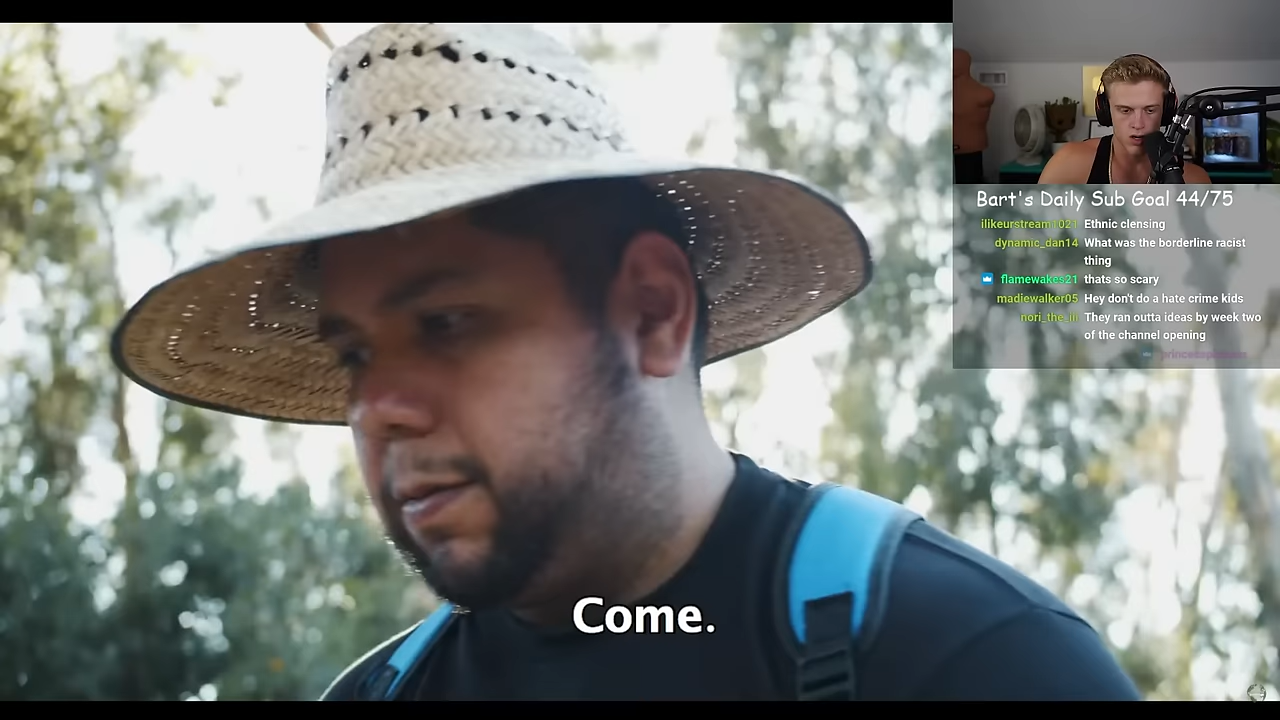 Bart's Daily Sub Goal 44/75
ilikeurstream1021 Ethnic clensing
dynamic_dan14 What was the borderline racist
thing
flamewakes21 thats so scary
madiewalker05 Hey don't do a hate crime kids
They ran outta ideas by week two
of the channel opening
Come.